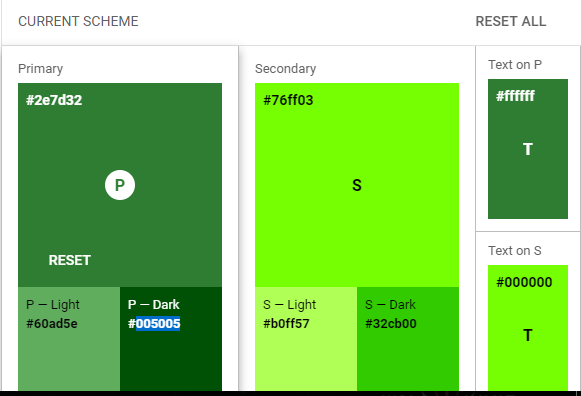 CURRENT SCHEME
RESET ALL
Primary
#2e7d32
P
RESET
P — Light
#60ad5e
P — Dark
#005005
Secondary
#76ff03
S
S — Light
#b0ff57
S — Dark
#32cb00
Text on P
#ffffff
T
Text on S
#000000
T